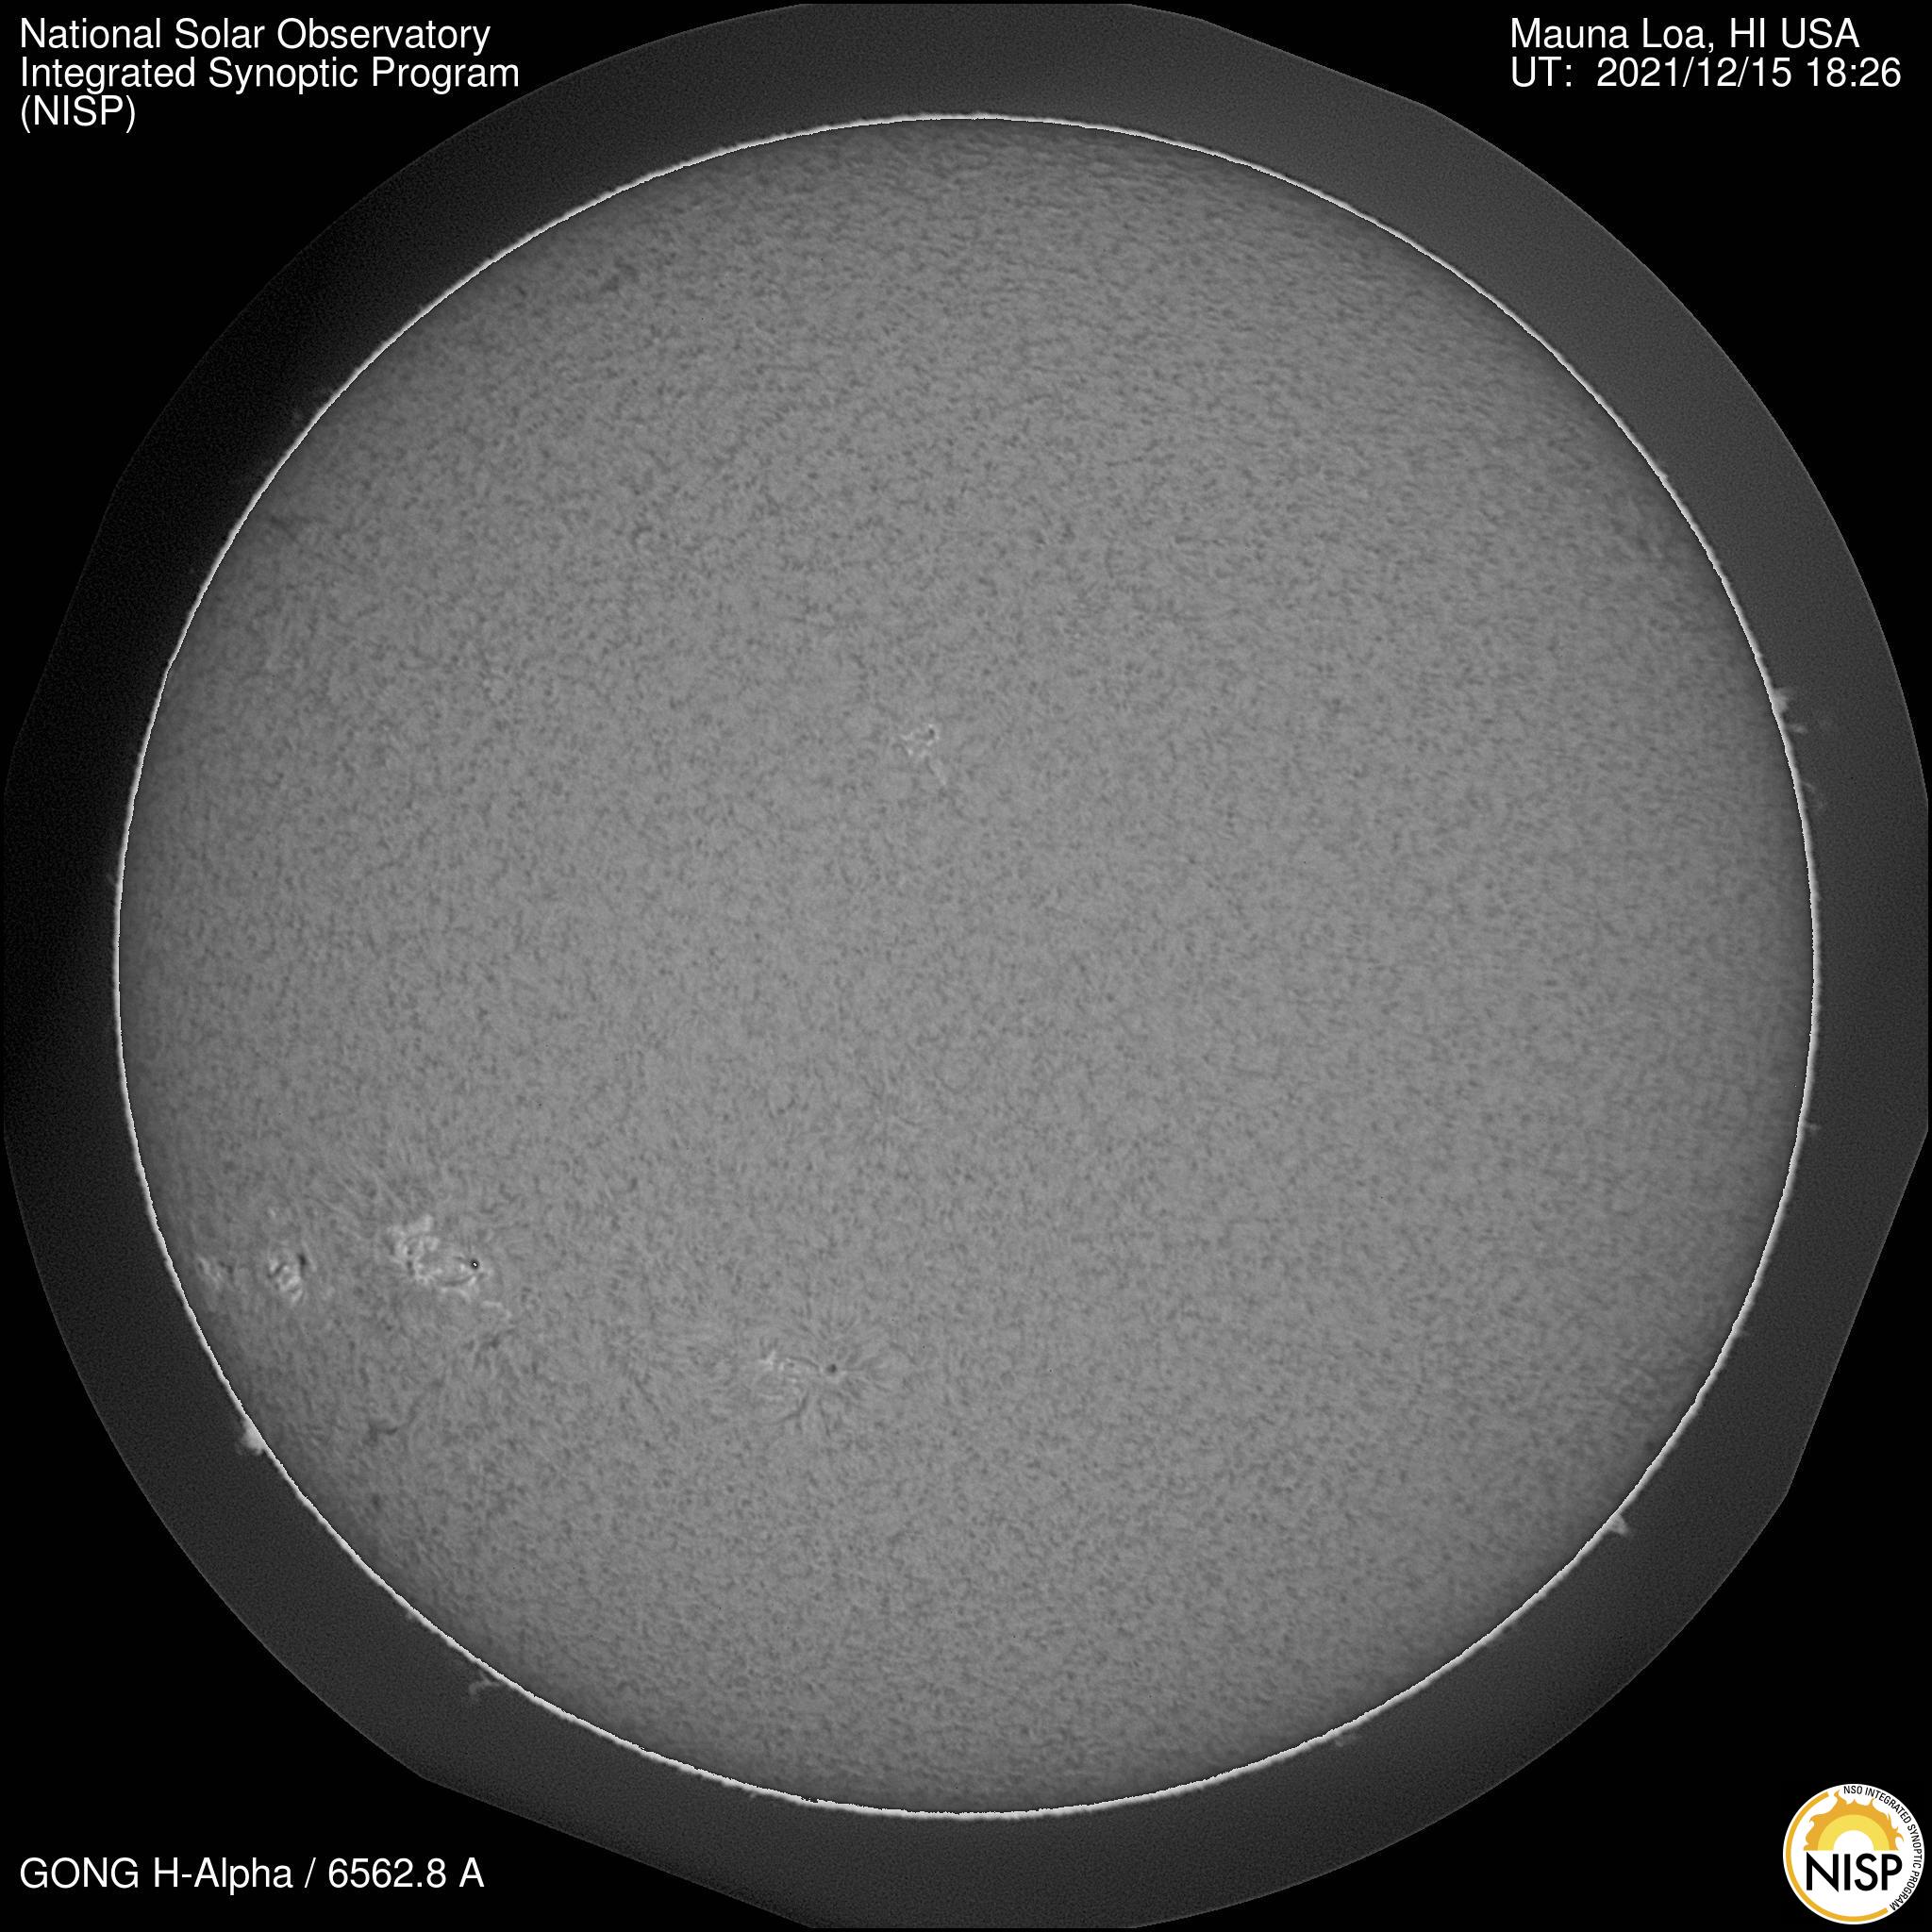 National Solar Observatory
Integrated Synoptic Program
(NISP)
Mauna Loa, HI USA
UT: 2021/12/15 18:26
GONG H-Alpha / 6562.8 A
NSO INTEGRATED SYNOPTIC PROGRAM
NISP